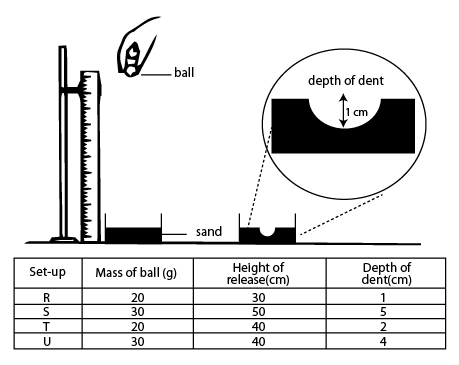 ball
depth of dent
1 cm
sand
Set-up Mass of ball (g) Height of release(cm) Depth of dent(cm)
R 20 30 1
S 30 50 5
T 20 40 2
U 30 40 4